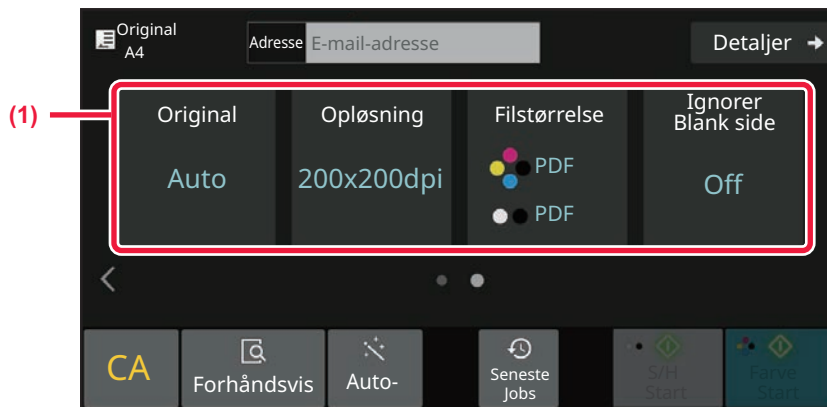 Original
A4
Adresse E-mail-adresse
Detaljer
(1)
Original
Auto
Opløsning
200x200dpi
Filstørrelse
PDF
PDF
Ignorer
Blank side
Off
CA
Forhåndsvis
Auto-
Seneste
Jobs
S/H
Start
Farve
Start